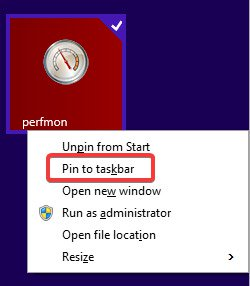 perfmon
Unpin from Start
Pin to taskbar
Open new window
Run as administrator
Open file location
Resize